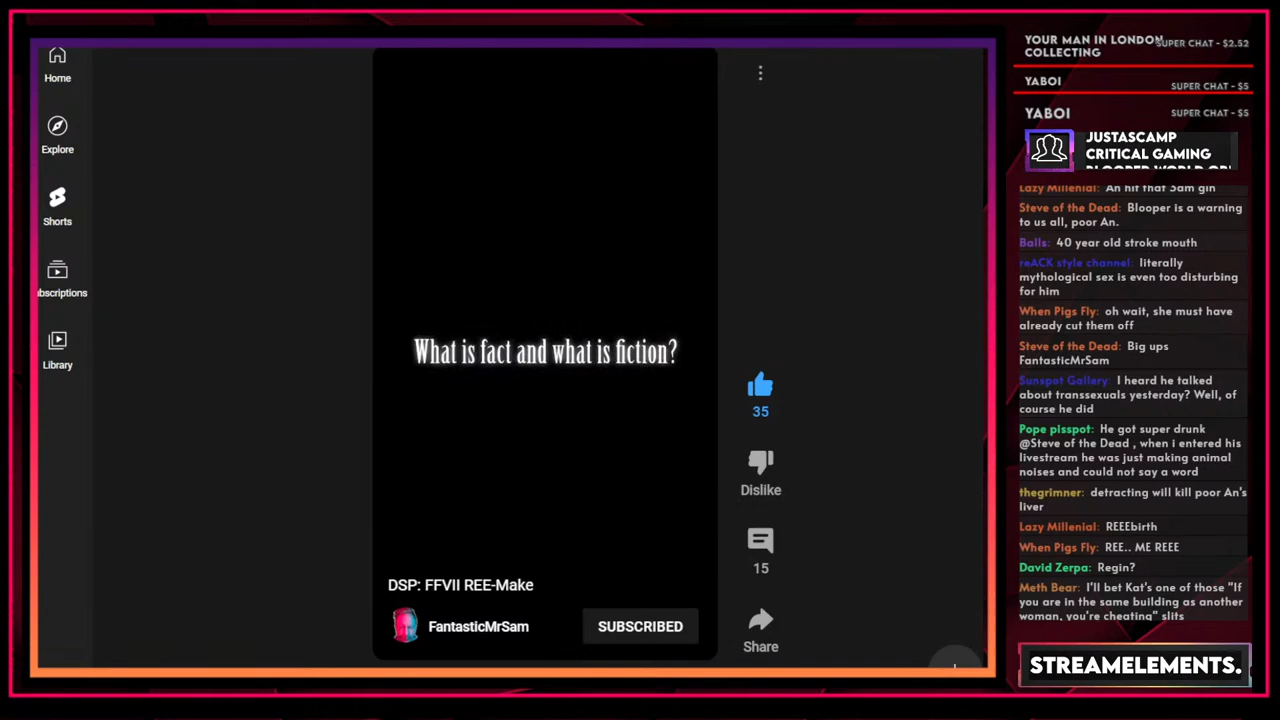 Home
Explore
Shorts
bscriptions
Library
What is fact and what is fiction?
DSP: FFVII REE-Make
FantasticMrSam
SUBSCRIBED
35
Dislike
15
Share
YOUR MAN IN LONDON
COLLECTING
SUPER CHAT - $2.52
YABOI
SUPER CHAT - $5
YABOI
SUPER CHAT - $5
JUSTASCAMP
CRITICAL GAMING
BLOOPER WORLD OR
Lazy Millenial: An hit that 3am gin
Steve of the Dead: Blooper is a warning
to us all, poor An.
Balls: 40 year old stroke mouth
reACK style channel: literally
mythological sex is even too disturbing
for him
When Pigs Fly: oh wait, she must have
already cut them off
Steve of the Dead: Big ups
FantasticMrSam
Sunspot Gallery: I heard he talked
about transsexuals yesterday? Well, of
course he did
Pope pisspot: He got super drunk
@Steve of the Dead , when i entered his
livestream he was just making animal
noises and could not say a word
thegrimner: detracting will kill poor An's
liver
Lazy Millenial: REEEbirth
When Pigs Fly: REE.. ME REEE
David Zerpa: Regin?
Meth Bear: I'll bet Kat's one of those "If
you are in the same building as another
woman, you're cheating" slits
STREAMELEMENTS.